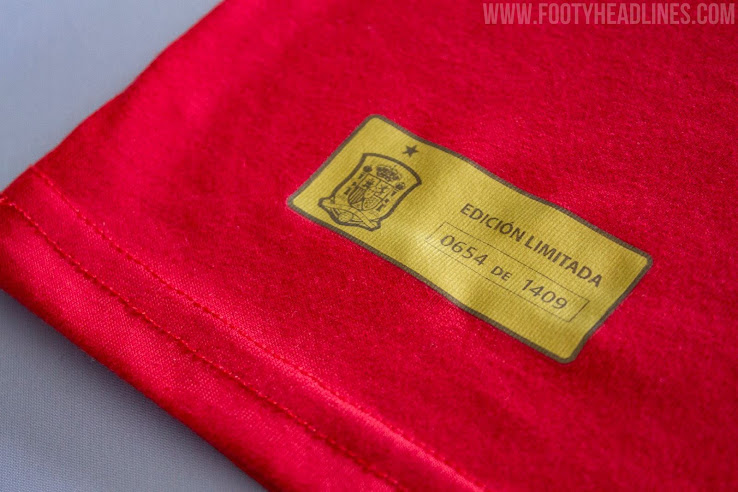 WWW.FOOTYHEADLINES.COM
EDICIÓN LIMITADA
0654 DE 1409